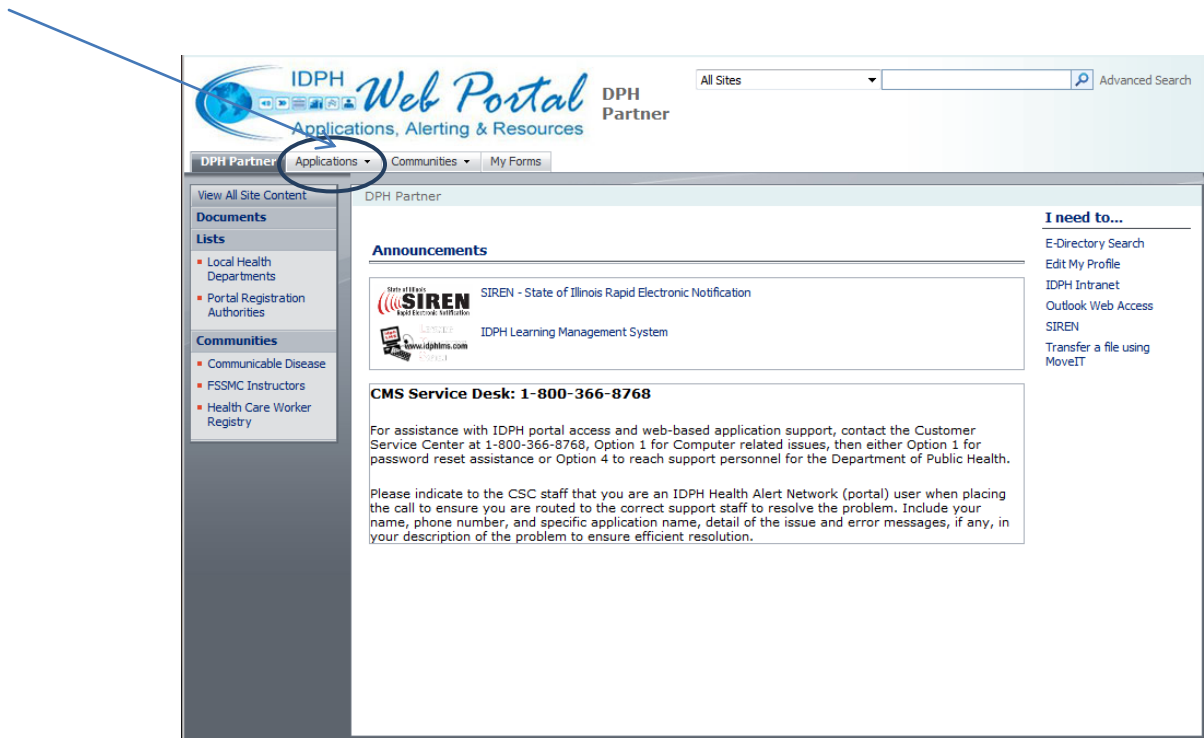 IDPH
Web Portal
Applications, Alerting & Resources
DPH
Partner
All Sites
Advanced Search
DPH Partner
Applications
Communities
My Forms
View All Site Content
Documents
Lists
Local Health
Departments
Portal Registration
Authorities
Communities
Communicable Disease
FSSMC Instructors
Health Care Worker
Registry
DPH Partner
Announcements
State of Illinois
SIREN
Rapid Electronic Notification
SIREN - State of Illinois Rapid Electronic Notification
www.idphlms.com
IDPH Learning Management System
CMS Service Desk: 1-800-366-8768
For assistance with IDPH portal access and web-based application support, contact the Customer
Service Center at 1-800-366-8768, Option 1 for Computer related issues, then either Option 1 for
password reset assistance or Option 4 to reach support personnel for the Department of Public Health.
Please indicate to the CSC staff that you are an IDPH Health Alert Network (portal) user when placing
the call to ensure you are routed to the correct support staff to resolve the problem. Include your
name, phone number, and specific application name, detail of the issue and error messages, if any, in
your description of the problem to ensure efficient resolution.
I need to...
E-Directory Search
Edit My Profile
IDPH Intranet
Outlook Web Access
SIREN
Transfer a file using
MoveIT